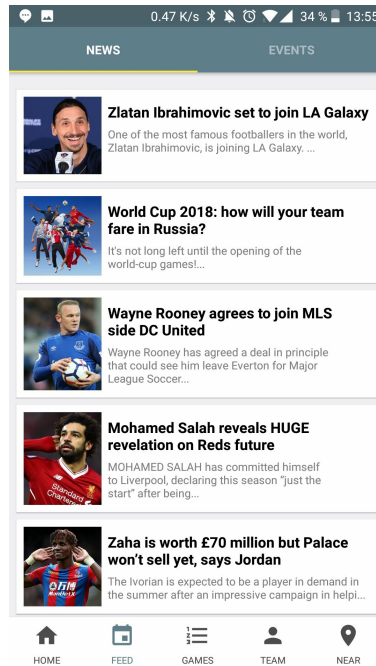 0.47 K/s 34 % 13:55
NEWS EVENTS
Zlatan Ibrahimovic set to join LA Galaxy
One of the most famous footballers in the world,
Zlatan Ibrahimovic, is joining LA Galaxy. ...
World Cup 2018: how will your team
fare in Russia?
It's not long left until the opening of the
world-cup games!...
Wayne Rooney agrees to join MLS
side DC United
Wayne Rooney has agreed a deal in principle
that could see him leave Everton for Major
League Soccer...
Mohamed Salah reveals HUGE
revelation on Reds future
MOHAMED SALAH has committed himself
to Liverpool, declaring this season “just the
start” after being...
Standard
Chartered
Zaha is worth £70 million but Palace
won’t sell yet, says Jordan
The Ivorian is expected to be a player in demand in
the summer after an impressive campaign in helpi...
ManBetX
HOME FEED GAMES TEAM NEAR